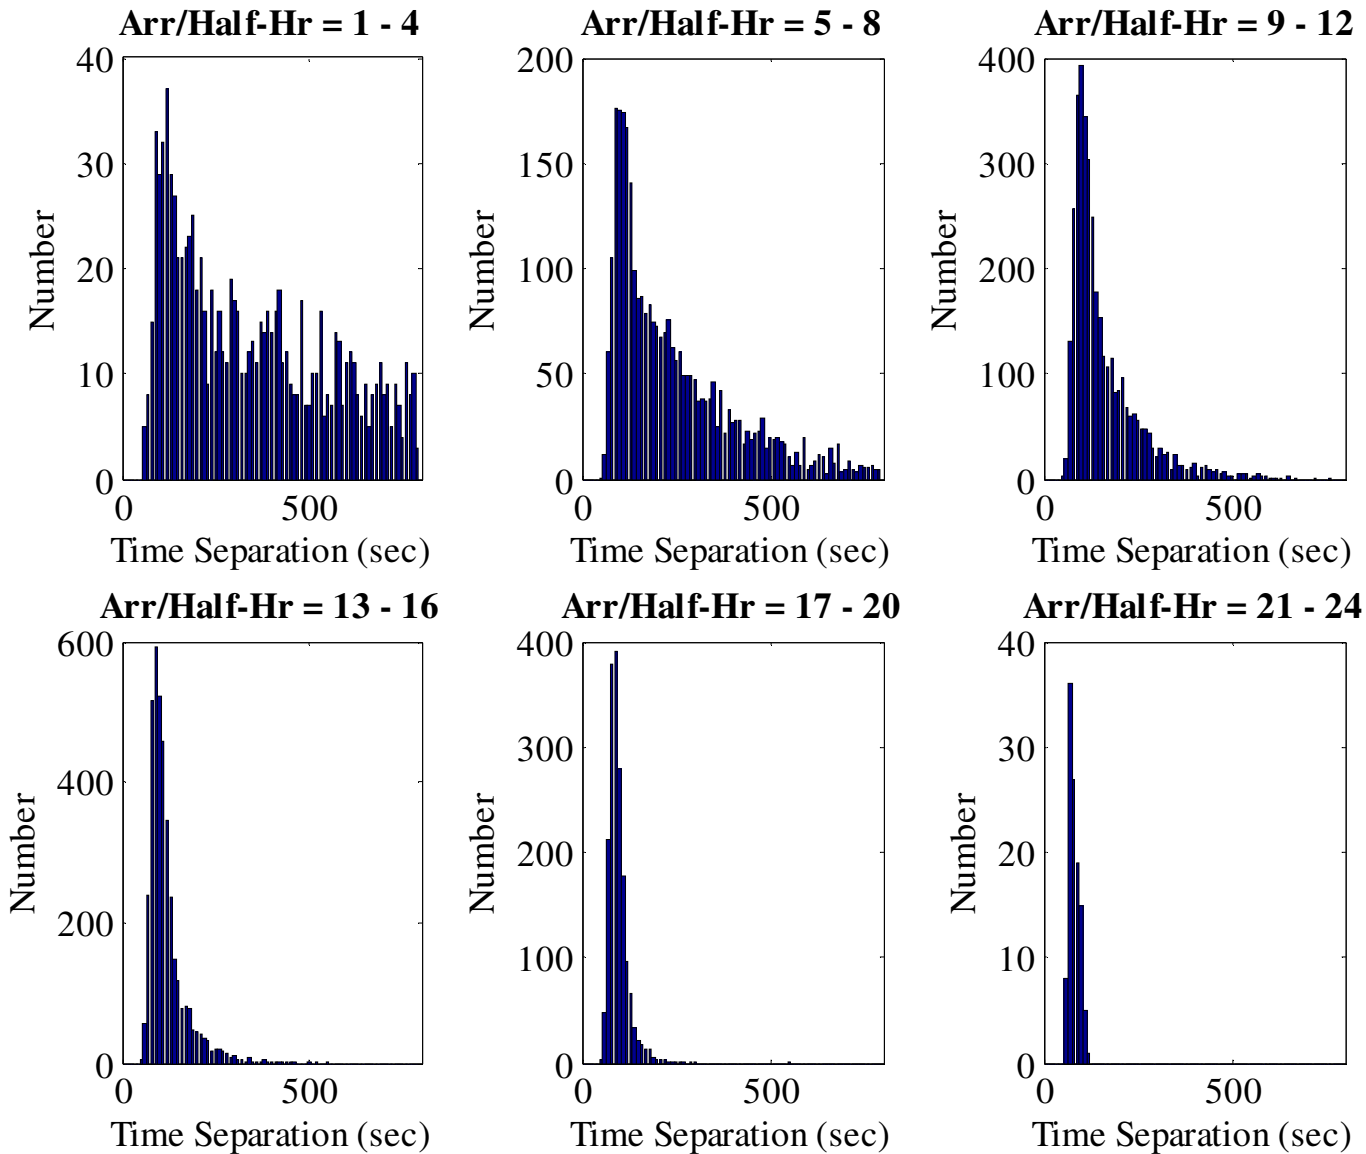 Arr/Half-Hr = 1 - 4
40
30
20
10
0
Number
0
500
Time Separation (sec)
Arr/Half-Hr = 5 - 8
200
150
100
50
0
Number
0
500
Time Separation (sec)
Arr/Half-Hr = 9 - 12
400
300
200
100
0
Number
0
500
Time Separation (sec)
Arr/Half-Hr = 13 - 16
600
400
200
0
Number
0
500
Time Separation (sec)
Arr/Half-Hr = 17 - 20
400
300
200
100
0
Number
0
500
Time Separation (sec)
Arr/Half-Hr = 21 - 24
40
30
20
10
0
Number
0
500
Time Separation (sec)